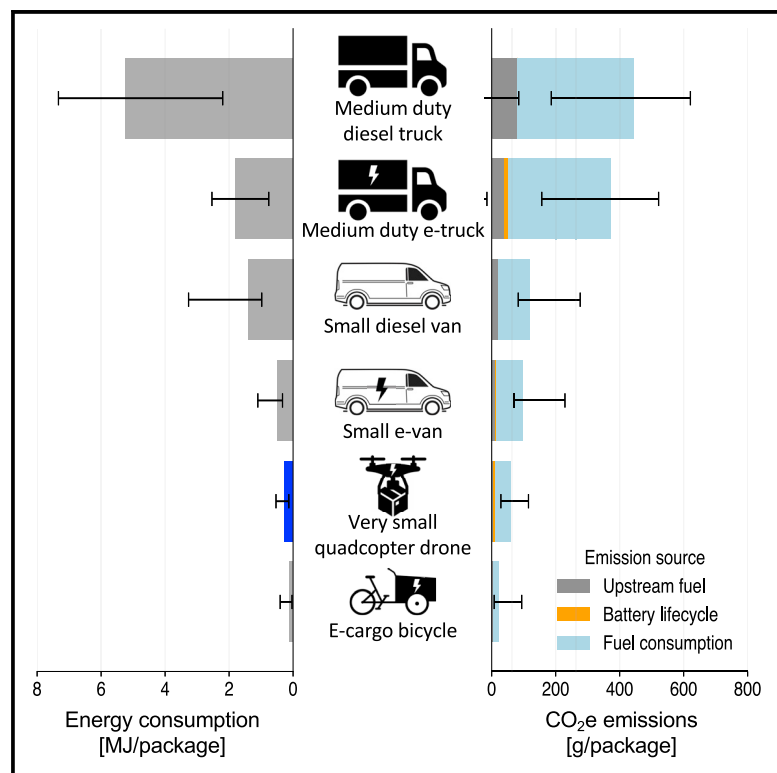 Medium duty
diesel truck
Medium duty e-truck
Small diesel van
Small e-van
Very small
quadcopter drone
E-cargo bicycle
Emission source
Upstream fuel
Battery lifecycle
Fuel consumption
8 6 4 2 0
Energy consumption
[MJ/package]
0 200 400 600 800
CO₂e emissions
[g/package]